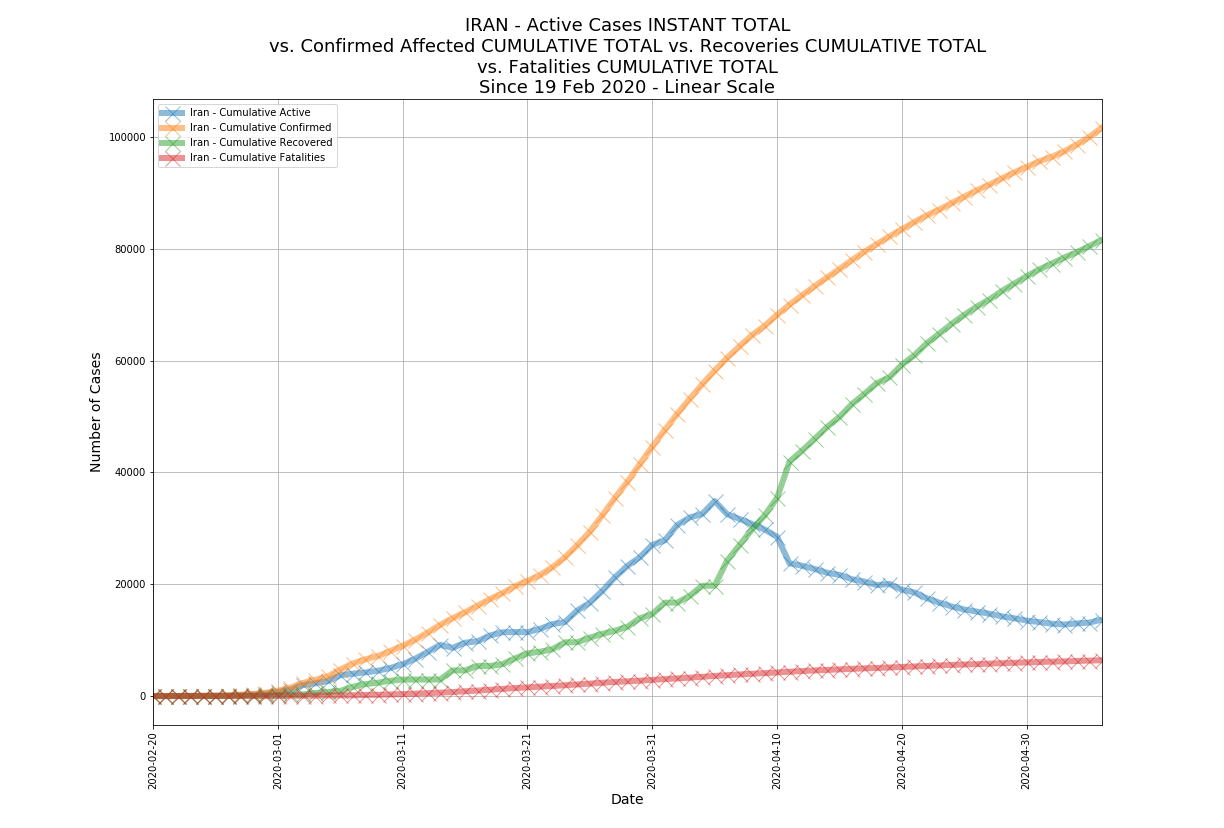 IRAN - Active Cases INSTANT TOTAL
vs. Confirmed Affected CUMULATIVE TOTAL vs. Recoveries CUMULATIVE TOTAL
vs. Fatalities CUMULATIVE TOTAL
Since 19 Feb 2020 - Linear Scale
Iran - Cumulative Active
Iran - Cumulative Confirmed
Iran - Cumulative Recovered
Iran - Cumulative Fatalities
Number of Cases
100000
80000
60000
40000
20000
0
2020-02-20
2020-03-01
2020-03-11
2020-03-21
2020-03-31
2020-04-10
2020-04-20
2020-04-30
Date